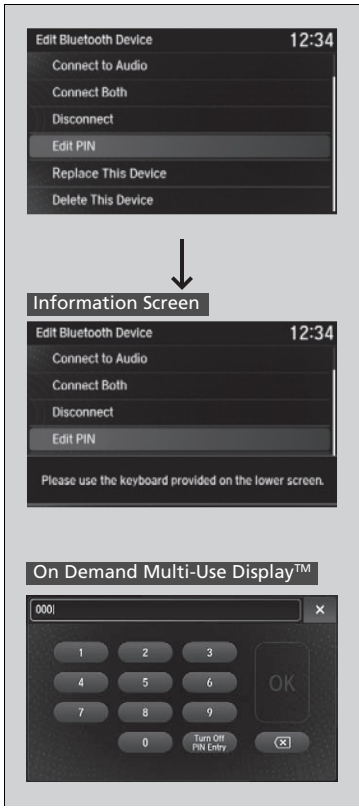 Edit Bluetooth Device 12:34
Connect to Audio
Connect Both
Disconnect
Edit PIN
Replace This Device
Delete This Device
Information Screen
Edit Bluetooth Device 12:34
Connect to Audio
Connect Both
Disconnect
Edit PIN
Please use the keyboard provided on the lower screen.
On Demand Multi-Use Display™
000 ×
1 2 3
4 5 6 OK
7 8 9
0 Turn Off
PIN Entry